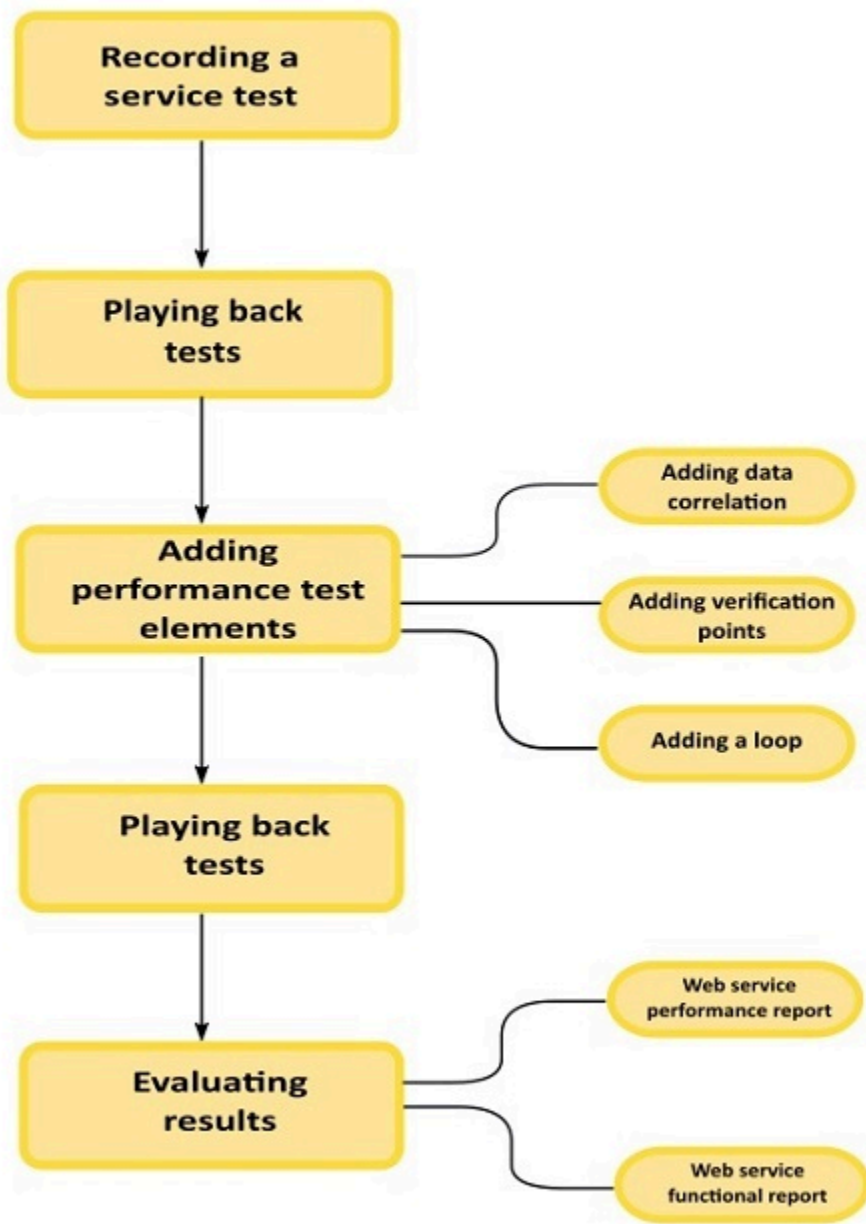 Recording a
service test
Playing back
tests
Adding
performance test
elements
Adding data
correlation
Adding verification
points
Adding a loop
Playing back
tests
Evaluating
results
Web service
performance report
Web service
functional report